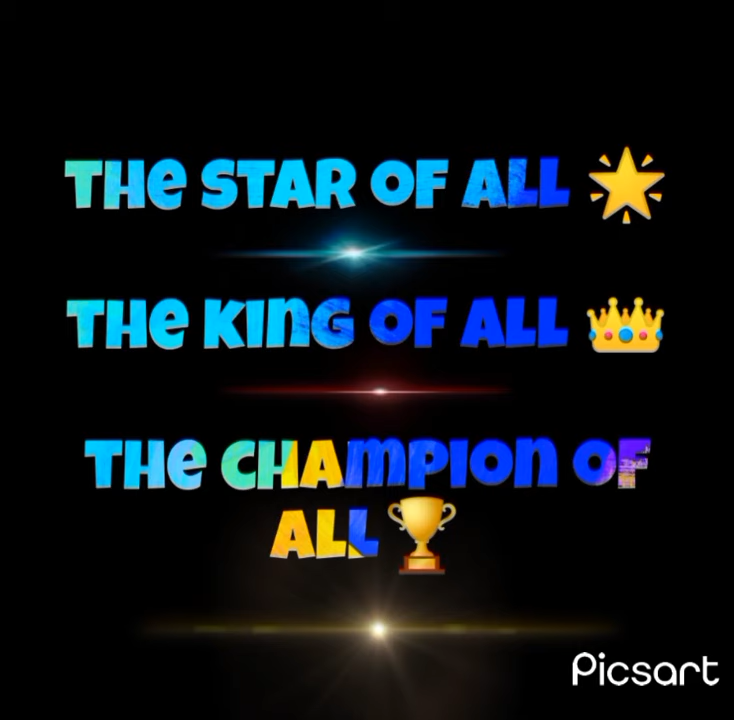 THe STAR OF ALL 🌟
THe KInG OF ALL 👑
THe CHAmPIOn OF
ALL 🏆
Picsart